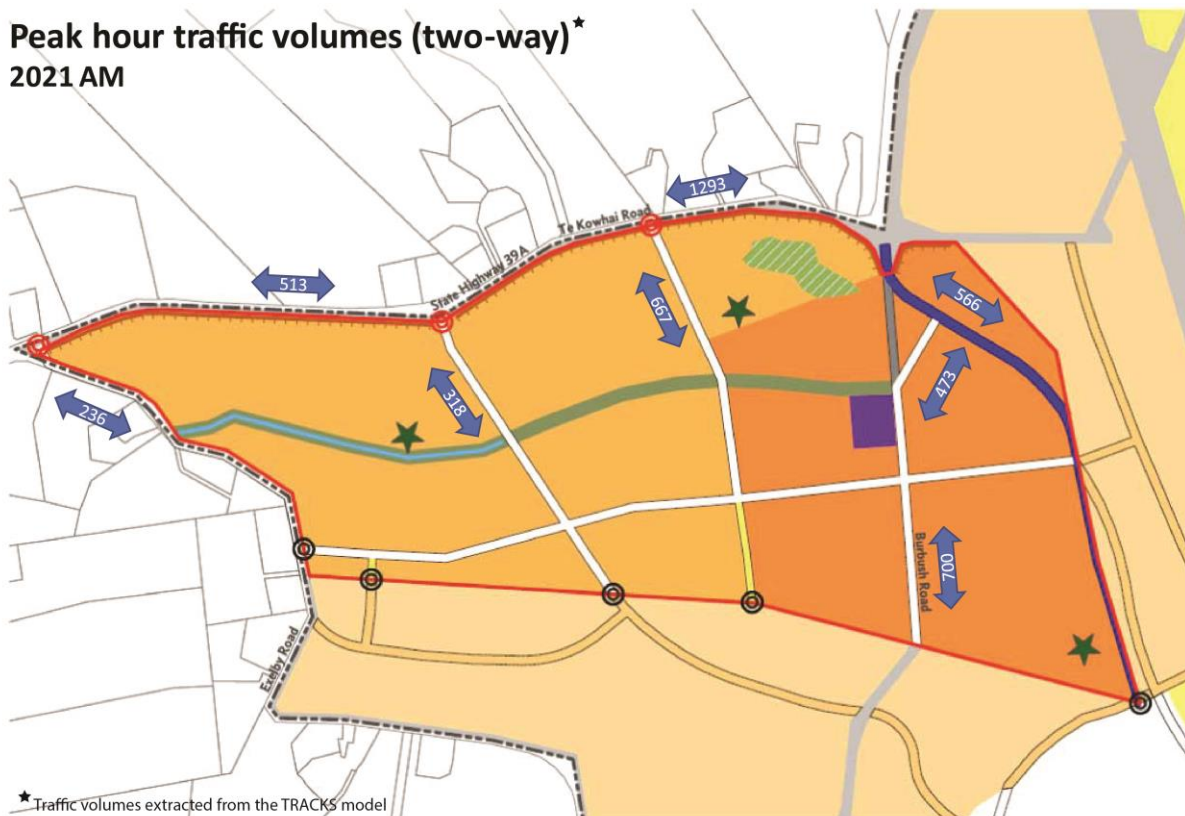 Peak hour traffic volumes (two-way)★
2021 AM
1293
Te Kowhai Road
State Highway 39A
513
667
566
473
318
236
Burbush Road
700
Exelby Road
★Traffic volumes extracted from the TRACKS model